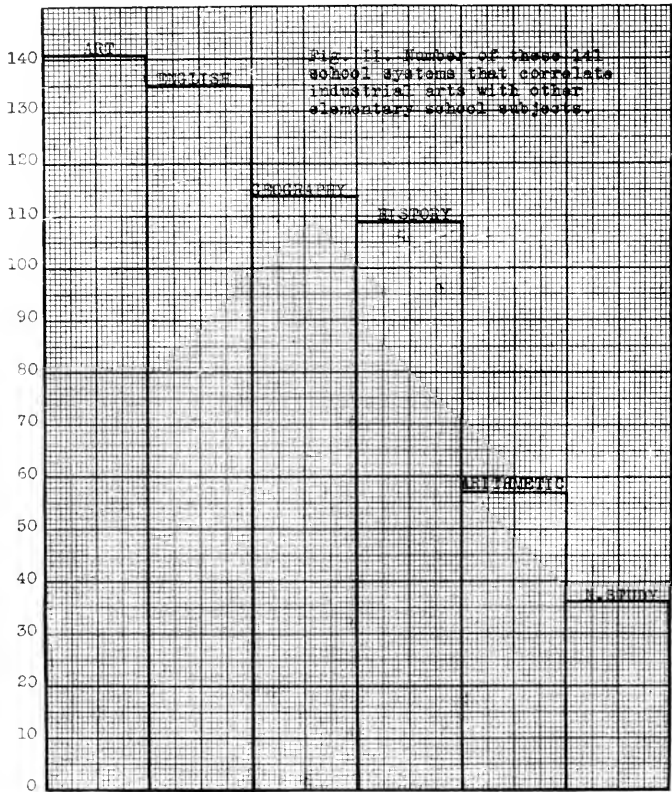 140
130
120
110
100
90
80
70
60
50
40
30
20
10
0
ART
ENGLISH
GEOGRAPHY
HISTORY
ARITHMETIC
N.STUDY
Fig. II. Number of these 141
school systems that correlate
industrial arts with other
elementary school subjects.